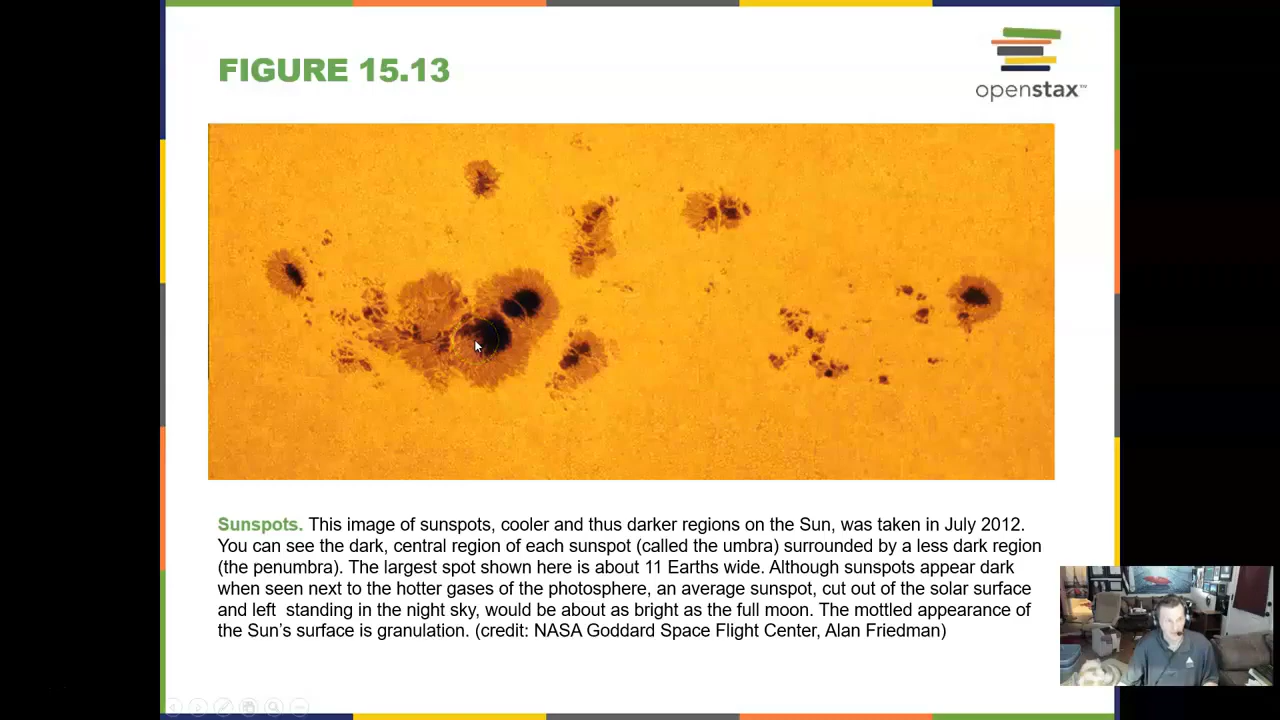 FIGURE 15.13
openstax™
Sunspots. This image of sunspots, cooler and thus darker regions on the Sun, was taken in July 2012.
You can see the dark, central region of each sunspot (called the umbra) surrounded by a less dark region
(the penumbra). The largest spot shown here is about 11 Earths wide. Although sunspots appear dark
when seen next to the hotter gases of the photosphere, an average sunspot, cut out of the solar surface
and left  standing in the night sky, would be about as bright as the full moon. The mottled appearance of
the Sun’s surface is granulation. (credit: NASA Goddard Space Flight Center, Alan Friedman)